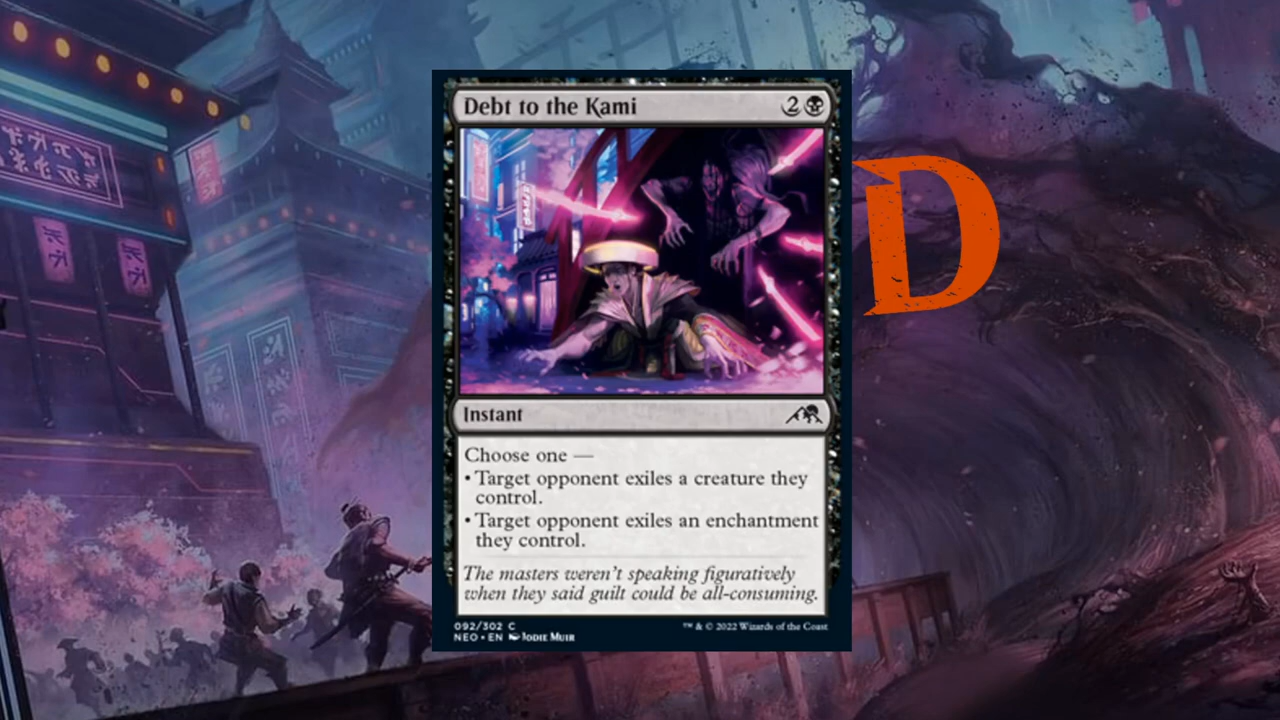 Debt to the Kami 2
D
Instant
Choose one —
• Target opponent exiles a creature they
control.
• Target opponent exiles an enchantment
they control.
The masters weren't speaking figuratively
when they said guilt could be all-consuming.
092/302 C
NEO • EN Jodie Muir
™ & © 2022 Wizards of the Coast